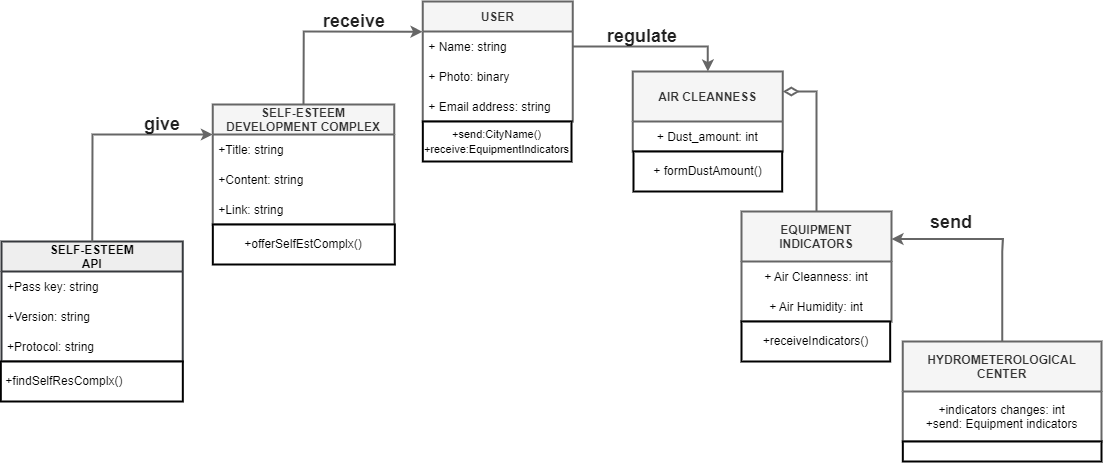 receive
USER
+ Name: string
+ Photo: binary
+ Email address: string
+send:CityName()
+receive:EquipmentIndicators
regulate
AIR CLEANNESS
+ Dust_amount: int
+ formDustAmount()
give
SELF-ESTEEM
DEVELOPMENT COMPLEX
+Title: string
+Content: string
+Link: string
+offerSelfEstComplx()
SELF-ESTEEM
API
+Pass key: string
+Version: string
+Protocol: string
+findSelfResComplx()
EQUIPMENT
INDICATORS
+ Air Cleanness: int
+ Air Humidity: int
+receiveIndicators()
send
HYDROMETEROLOGICAL
CENTER
+indicators changes: int
+send: Equipment indicators